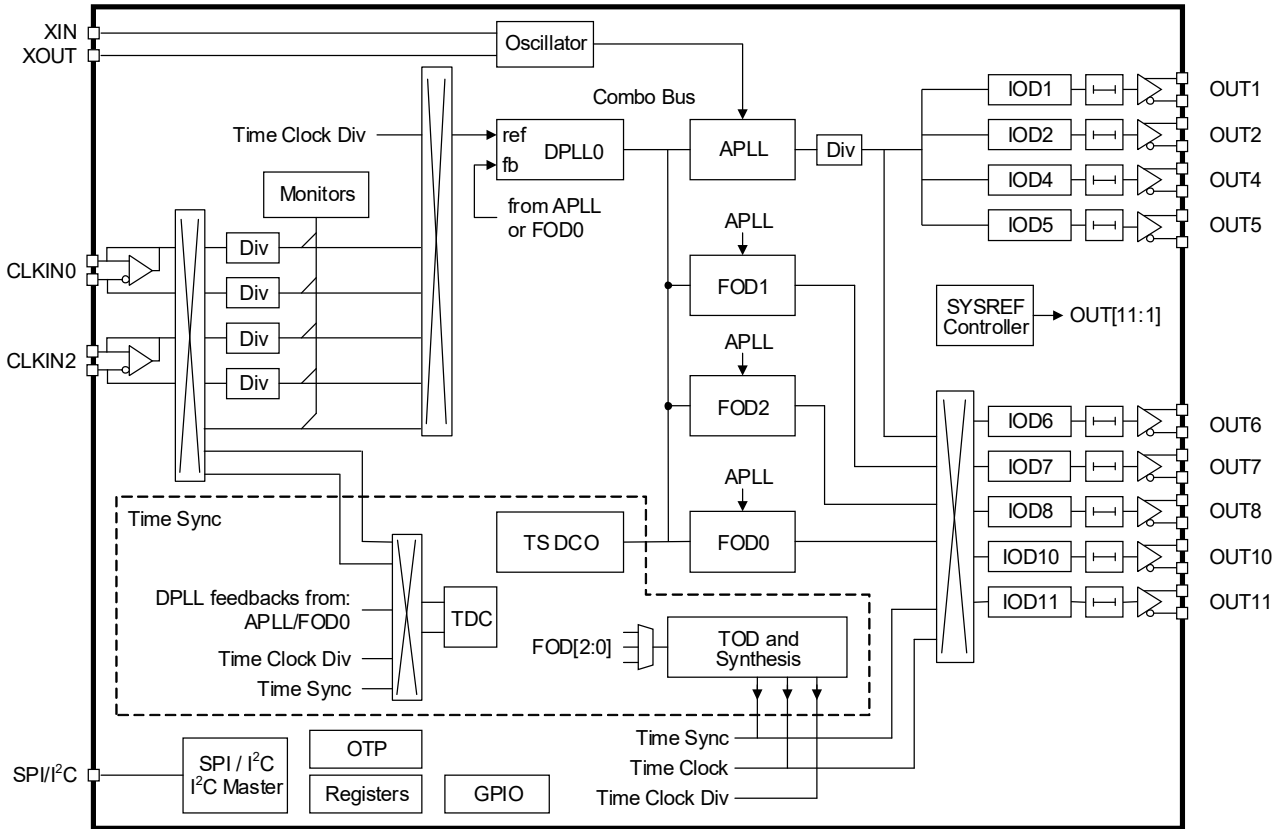 XIN
XOUT
Oscillator
Combo Bus
Time Clock Div
ref
fb
DPLL0
from APLL
or FOD0
APLL
Div
IOD1
OUT1
IOD2
OUT2
IOD4
OUT4
IOD5
OUT5
Monitors
Div
Div
Div
Div
CLKIN0
CLKIN2
APLL
FOD1
APLL
FOD2
APLL
FOD0
SYSREF
Controller
OUT[11:1]
IOD6
OUT6
IOD7
OUT7
IOD8
OUT8
IOD10
OUT10
IOD11
OUT11
Time Sync
TS DCO
DPLL feedbacks from:
APLL/FOD0
Time Clock Div
Time Sync
TDC
FOD[2:0]
TOD and
Synthesis
Time Sync
Time Clock
Time Clock Div
SPI/I²C
SPI / I²C
I²C Master
OTP
Registers
GPIO